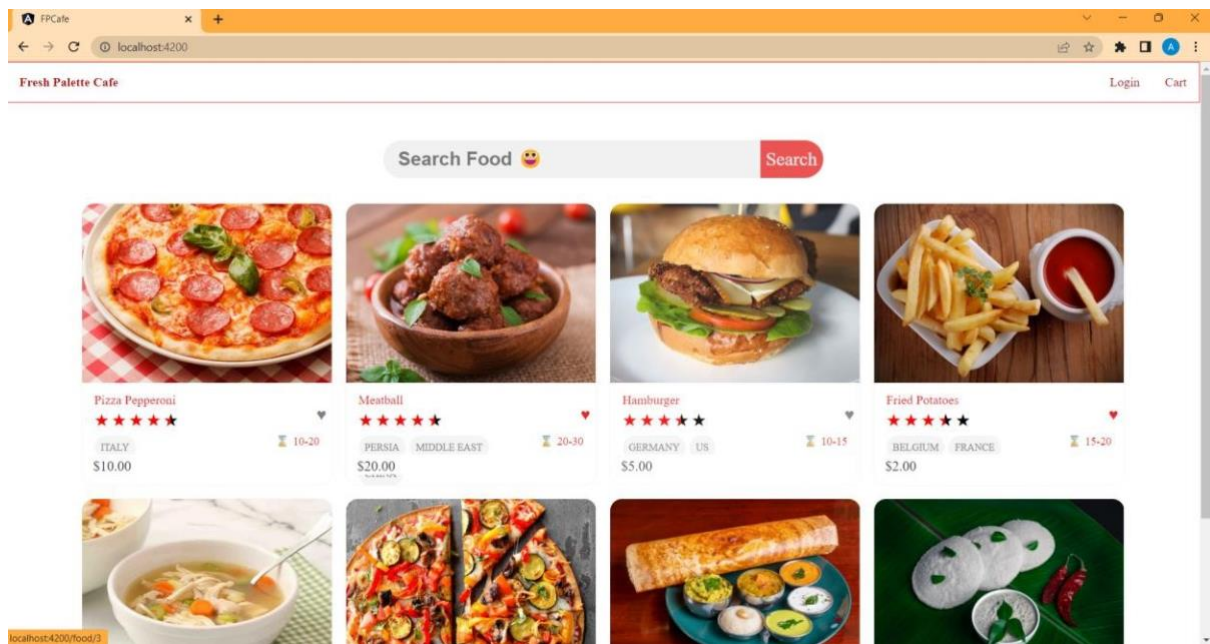 FPCafe
localhost:4200
A
Fresh Palette Cafe
Login Cart
Search Food 😀 Search
Pizza Pepperoni
ITALY
10-20
$10.00
Meatball
PERSIA MIDDLE EAST
20-30
$20.00
Hamburger
GERMANY US
10-15
$5.00
Fried Potatoes
BELGIUM FRANCE
15-20
$2.00
localhost:4200/food/3